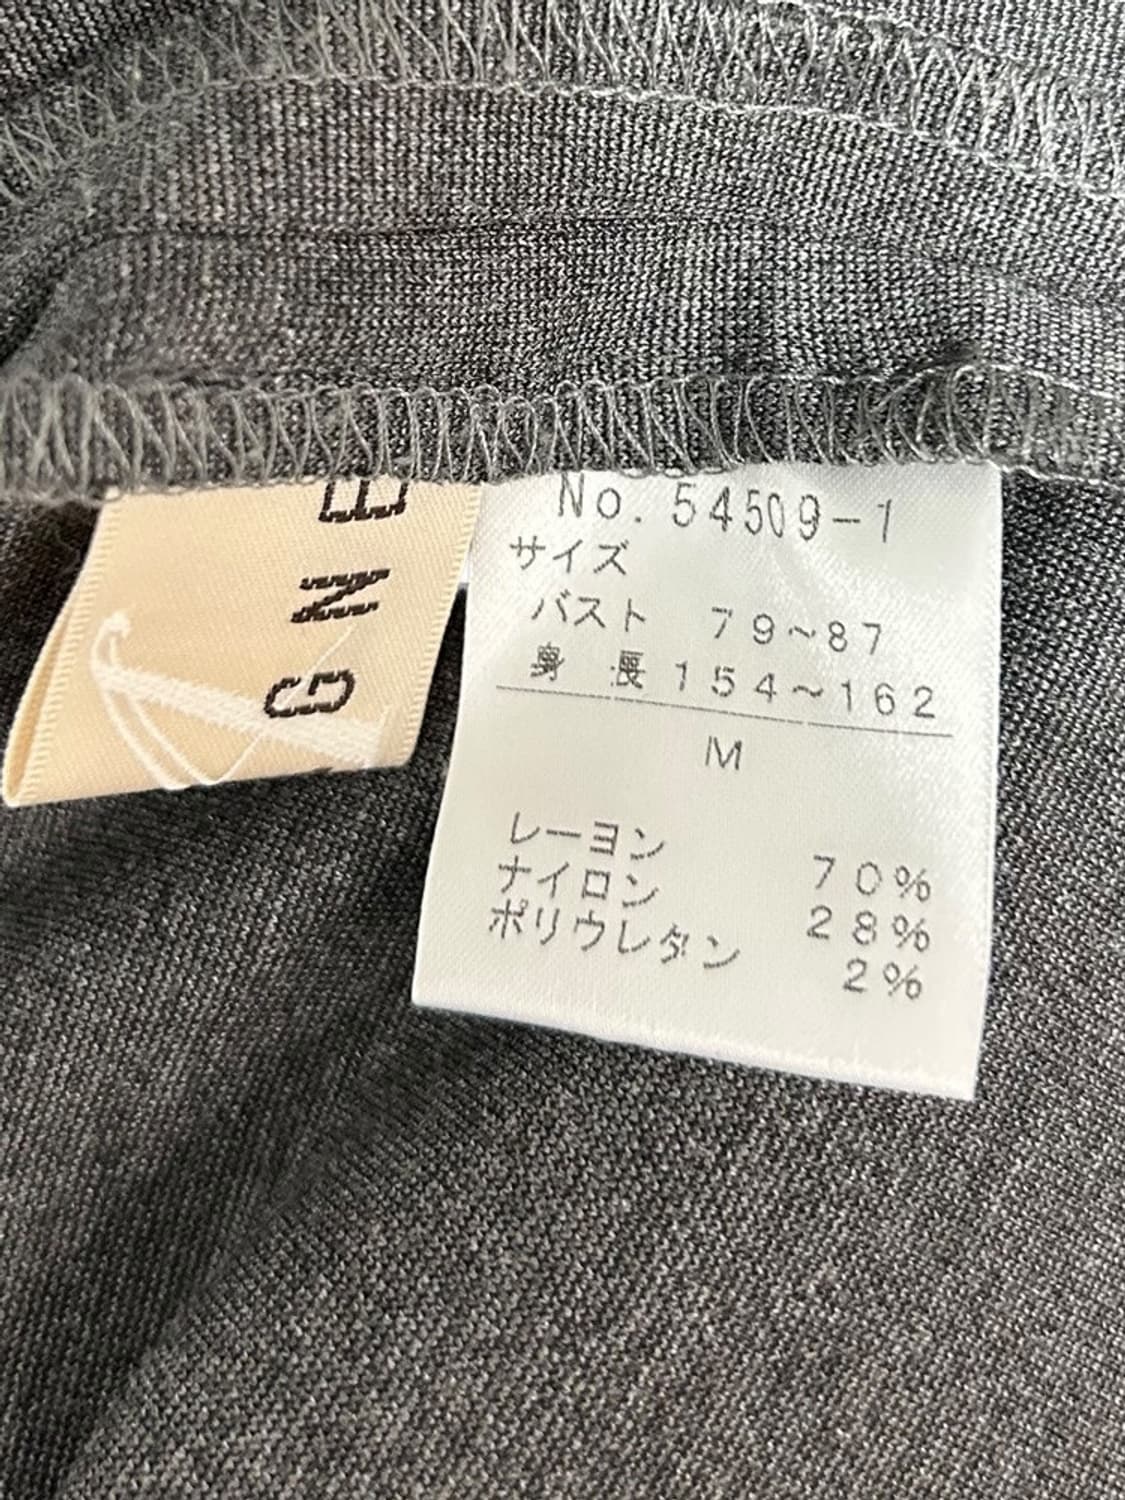 No. 54509-1
サイズ
バスト 79~87
身 長 154~162
M
レーヨン 70%
ナイロン 28%
ポリウレタン 2%